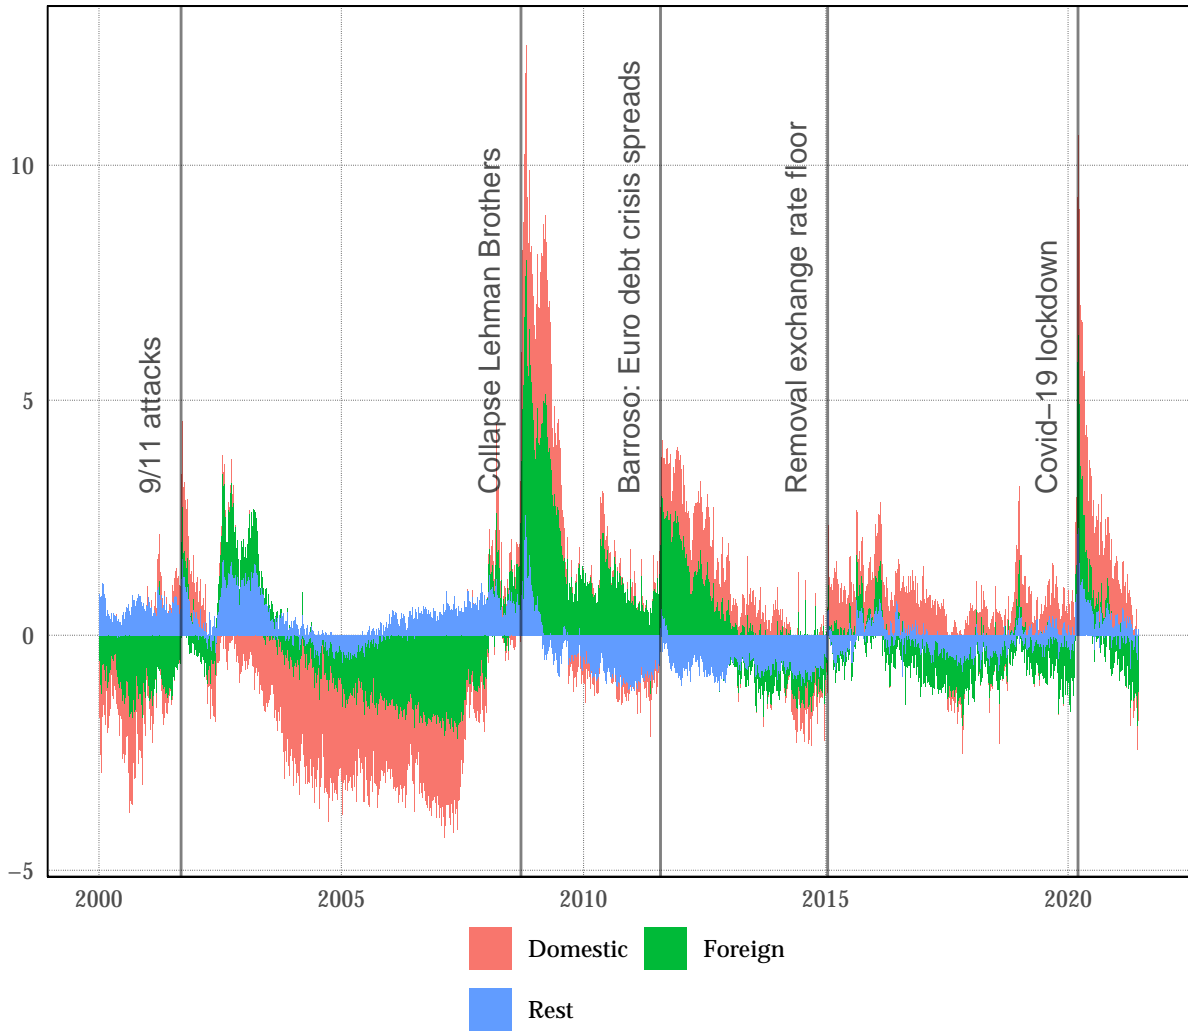 10
5
0
−5
9/11 attacks
Collapse Lehman Brothers
Barroso: Euro debt crisis spreads
Removal exchange rate floor
Covid−19 lockdown
2000 2005 2010 2015 2020
Domestic Foreign
Rest